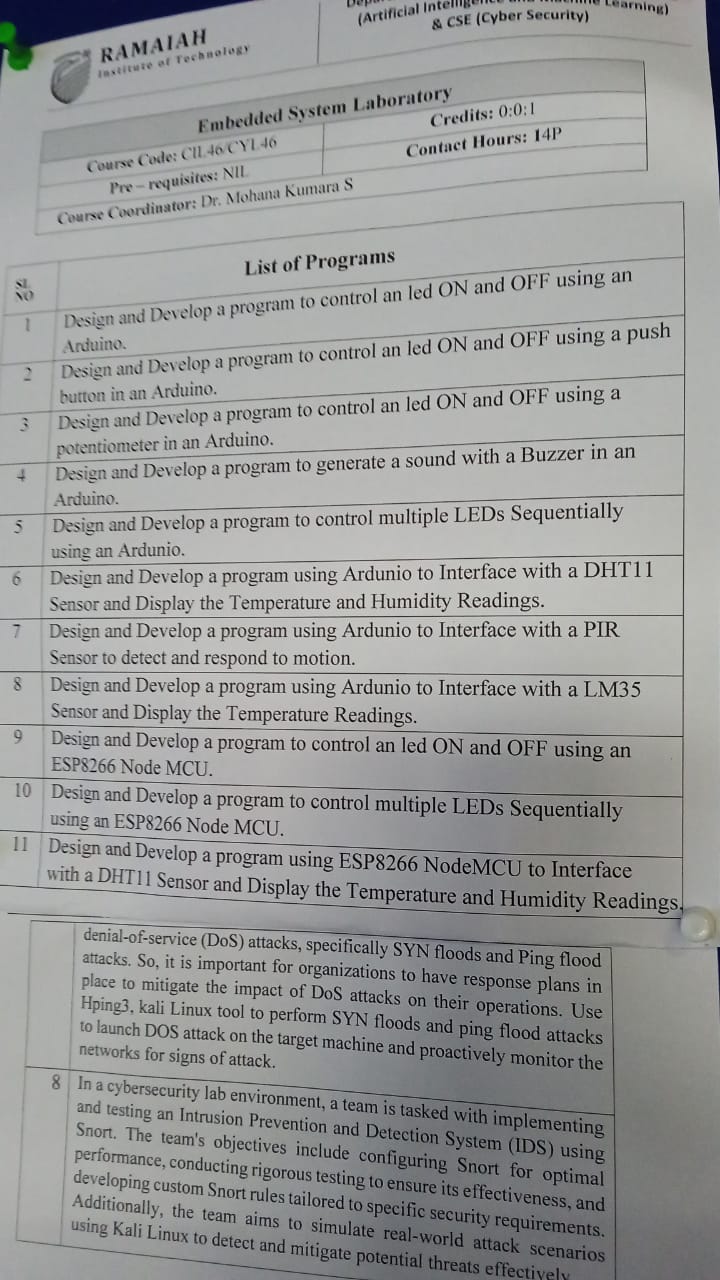 (Artificial Intelligence and Machine Learning)
& CSE (Cyber Security)
RAMAIAH
Institute of Technology
Embedded System Laboratory
Course Code: CIL46/CYL46
Credits: 0:0:1
Pre – requisites: NIL
Contact Hours: 14P
Course Coordinator: Dr. Mohana Kumara S
SL
NO
List of Programs
1 Design and Develop a program to control an led ON and OFF using an
Arduino.
2 Design and Develop a program to control an led ON and OFF using a push
button in an Arduino.
3 Design and Develop a program to control an led ON and OFF using a
potentiometer in an Arduino.
4 Design and Develop a program to generate a sound with a Buzzer in an
Arduino.
5 Design and Develop a program to control multiple LEDs Sequentially
using an Ardunio.
6 Design and Develop a program using Ardunio to Interface with a DHT11
Sensor and Display the Temperature and Humidity Readings.
7 Design and Develop a program using Ardunio to Interface with a PIR
Sensor to detect and respond to motion.
8 Design and Develop a program using Ardunio to Interface with a LM35
Sensor and Display the Temperature Readings.
9 Design and Develop a program to control an led ON and OFF using an
ESP8266 Node MCU.
10 Design and Develop a program to control multiple LEDs Sequentially
using an ESP8266 Node MCU.
11 Design and Develop a program using ESP8266 NodeMCU to Interface
with a DHT11 Sensor and Display the Temperature and Humidity Readings.
denial-of-service (DoS) attacks, specifically SYN floods and Ping flood
attacks. So, it is important for organizations to have response plans in
place to mitigate the impact of DoS attacks on their operations. Use
Hping3, kali Linux tool to perform SYN floods and ping flood attacks
to launch DOS attack on the target machine and proactively monitor the
networks for signs of attack.
8 In a cybersecurity lab environment, a team is tasked with implementing
and testing an Intrusion Prevention and Detection System (IDS) using
Snort. The team's objectives include configuring Snort for optimal
performance, conducting rigorous testing to ensure its effectiveness, and
developing custom Snort rules tailored to specific security requirements.
Additionally, the team aims to simulate real-world attack scenarios
using Kali Linux to detect and mitigate potential threats effectively